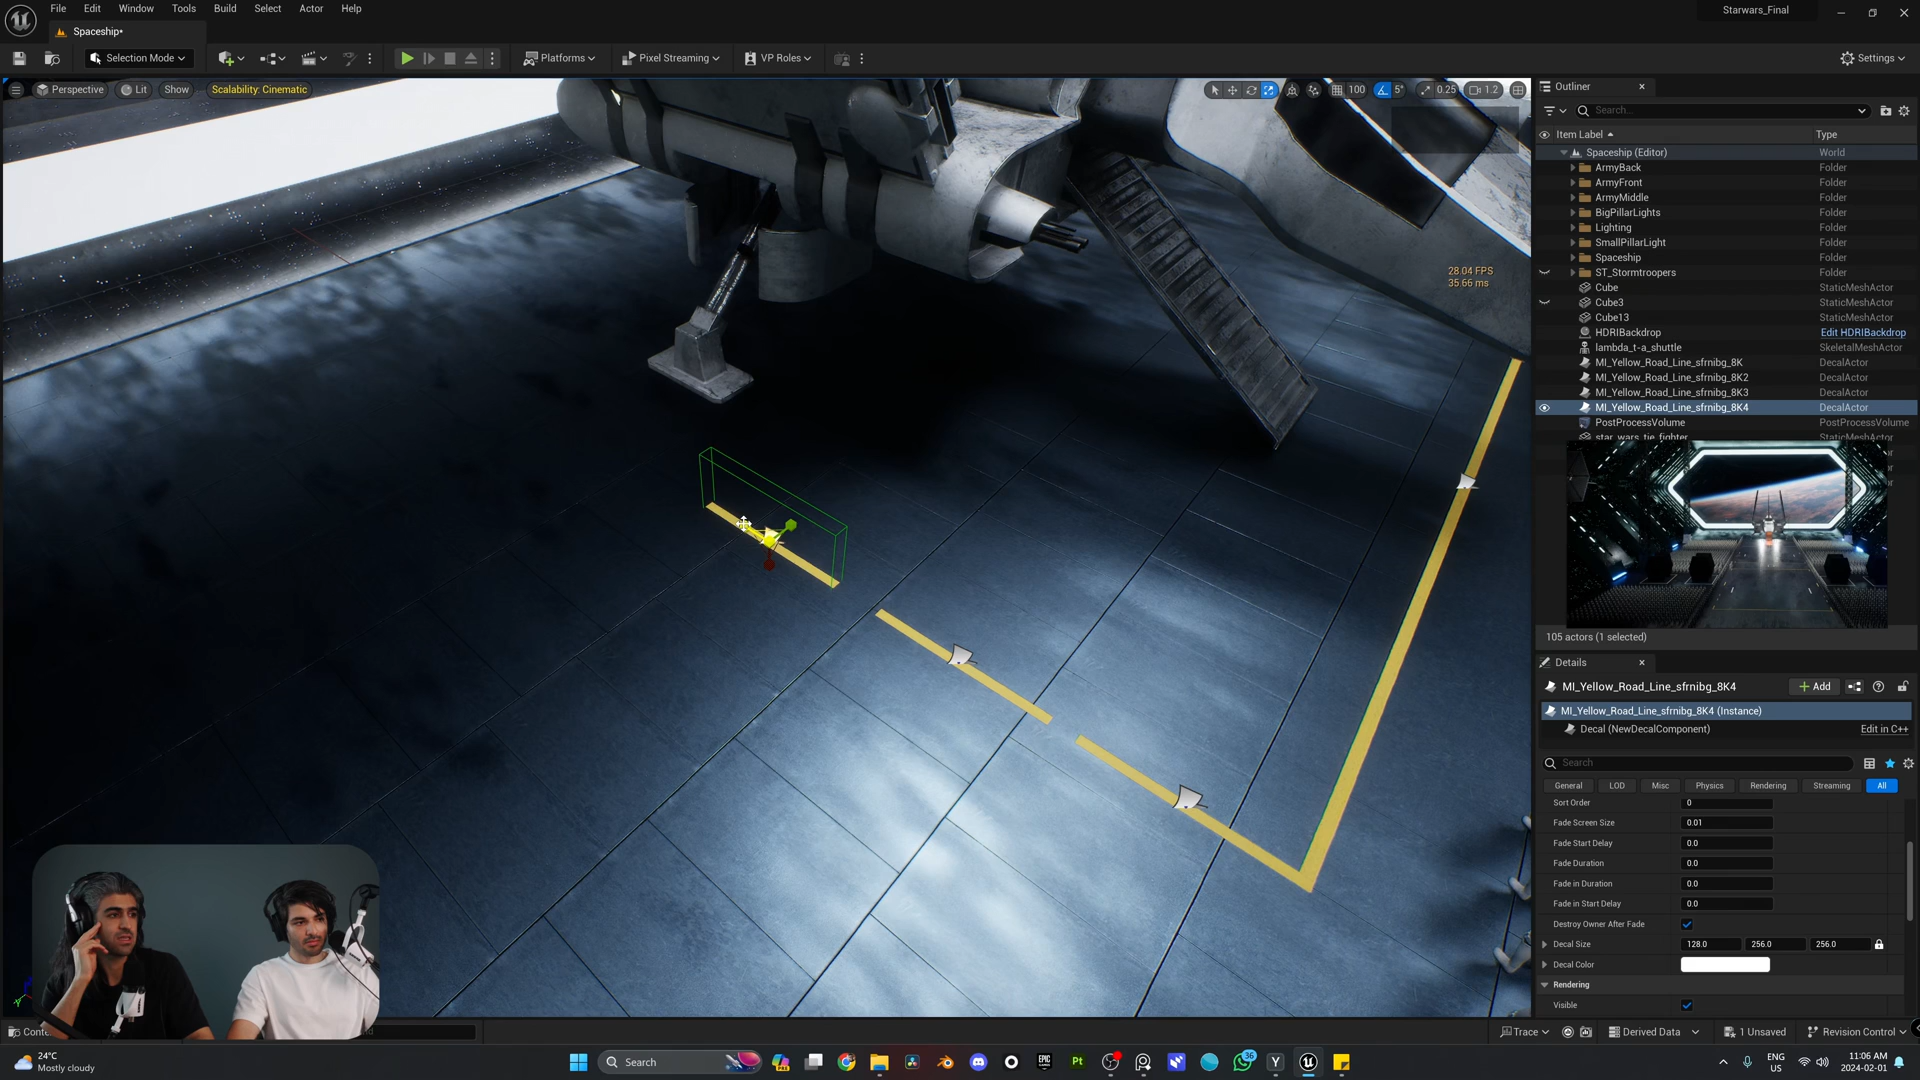 File Edit Window Tools Build Select Actor Help
Starwars_Final
Spaceship*
Selection Mode
Platforms
Pixel Streaming
VP Roles
Settings
Perspective Lit Show Scalability: Cinematic
100 5° 0.25 1.2
28.04 FPS
35.66 ms
Outliner
Search...
Item Label Type
Spaceship (Editor) World
ArmyBack Folder
ArmyFront Folder
ArmyMiddle Folder
BigPillarLights Folder
Lighting Folder
SmallPillarLight Folder
Spaceship Folder
ST_Stormtroopers Folder
Cube StaticMeshActor
Cube3 StaticMeshActor
Cube13 StaticMeshActor
HDRIBackdrop Edit HDRIBackdrop
lambda_t-a_shuttle SkeletalMeshActor
MI_Yellow_Road_Line_sfrnibg_8K DecalActor
MI_Yellow_Road_Line_sfrnibg_8K2 DecalActor
MI_Yellow_Road_Line_sfrnibg_8K3 DecalActor
MI_Yellow_Road_Line_sfrnibg_8K4 DecalActor
PostProcessVolume PostProcessVolume
star_wars_tie_fighter StaticMeshActor
105 actors (1 selected)
Details
MI_Yellow_Road_Line_sfrnibg_8K4
Add
MI_Yellow_Road_Line_sfrnibg_8K4 (Instance)
Decal (NewDecalComponent) Edit in C++
Search
General LOD Misc Physics Rendering Streaming All
Sort Order 0
Fade Screen Size 0.01
Fade Start Delay 0.0
Fade Duration 0.0
Fade in Duration 0.0
Fade in Start Delay 0.0
Destroy Owner After Fade
Decal Size 128.0 256.0 256.0
Decal Color
Rendering
Visible
Conte
Trace Derived Data 1 Unsaved Revision Control
24°C
Mostly cloudy
Search
36
ENG
US
11:06 AM
2024-02-01